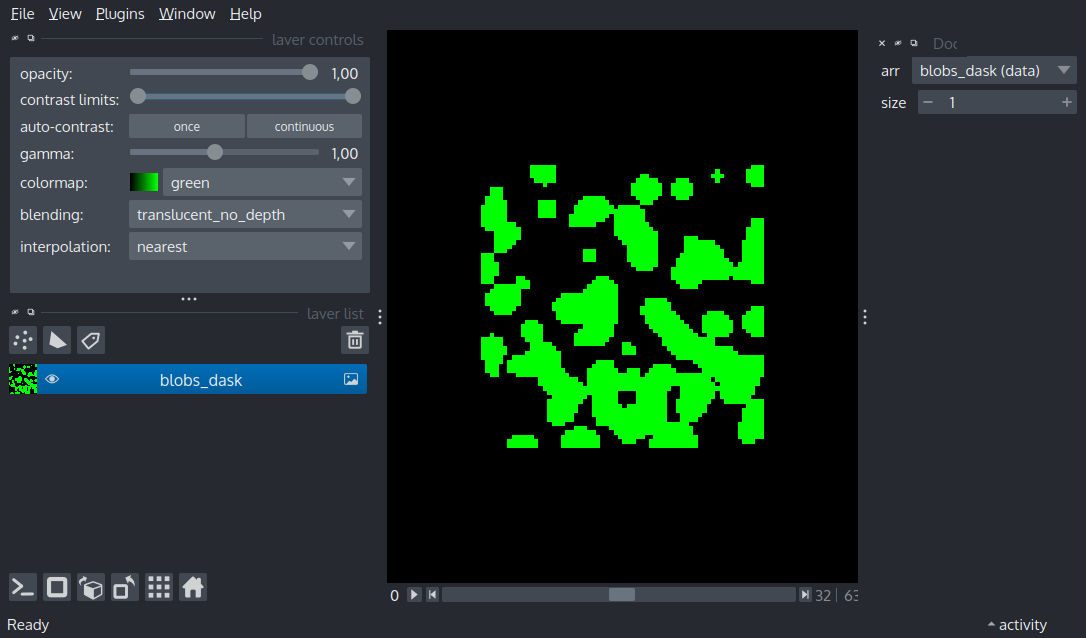 File View Plugins Window Help
layer controls
opacity: 1,00
contrast limits:
auto-contrast: once continuous
gamma: 1,00
colormap: green
blending: translucent_no_depth
interpolation: nearest
layer list
blobs_dask
Ready
0 32 63
Doc
arr blobs_dask (data)
size 1
activity